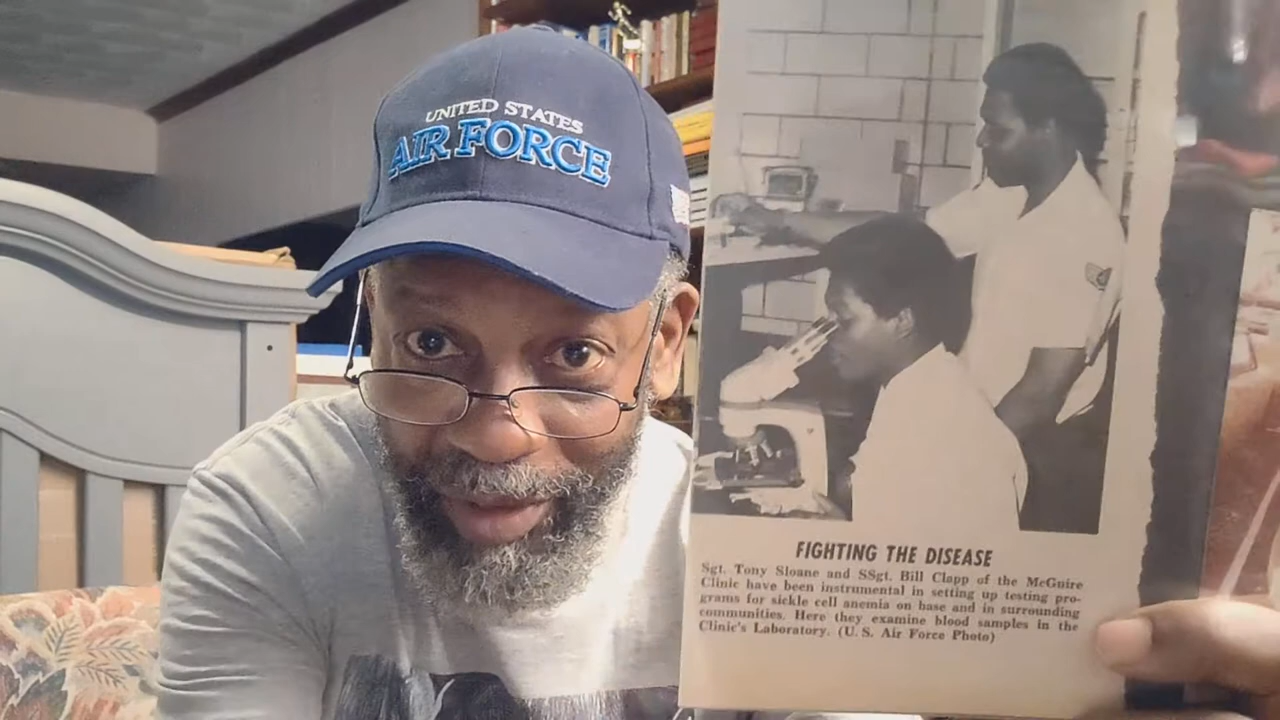 UNITED STATES
AIR FORCE
FIGHTING THE DISEASE
Sgt. Tony Sloane and SSgt. Bill Clapp of the McGuire
Clinic have been instrumental in setting up testing pro-
grams for sickle cell anemia on base and in surrounding
communities. Here they examine blood samples in the
Clinic's Laboratory. (U. S. Air Force Photo)